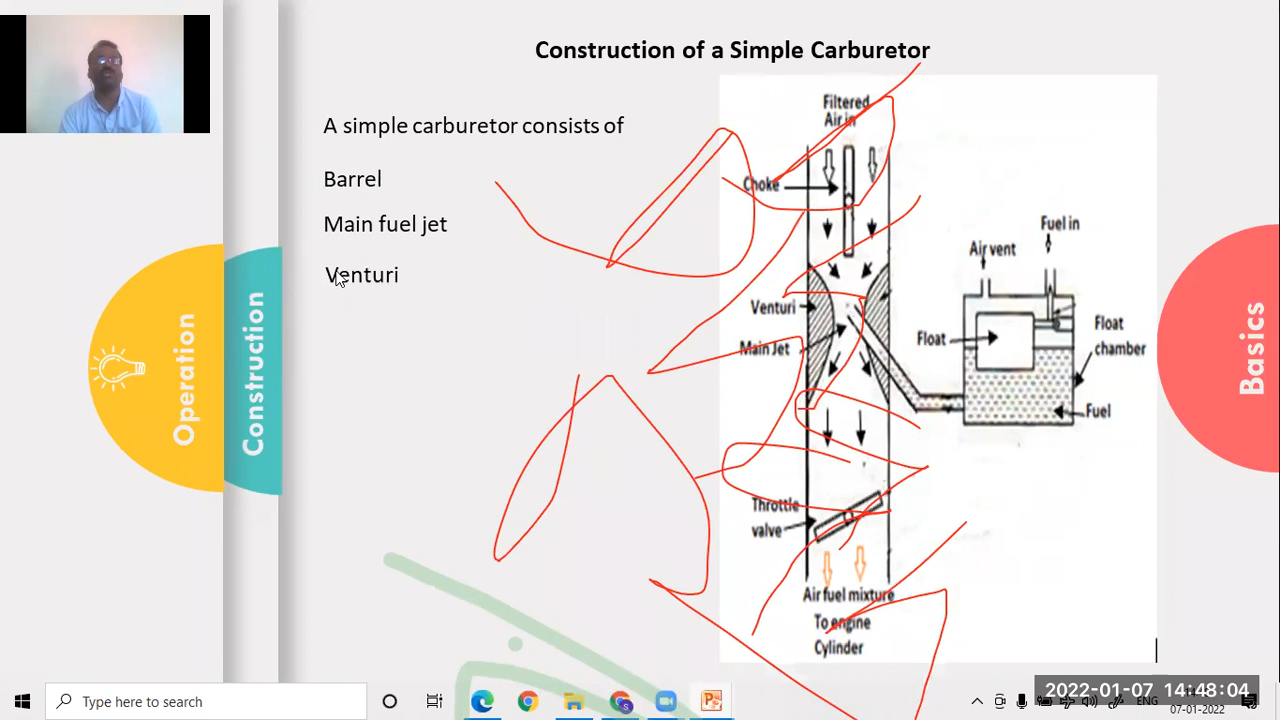 Construction of a Simple Carburetor
A simple carburetor consists of
Barrel
Main fuel jet
Venturi
Operation
Construction
Basics
Filtered
Air in
Choke
Venturi
Main Jet
Throttle
valve
Air fuel mixture
To engine
Cylinder
Air vent
Fuel in
Float
Float
chamber
Fuel
Type here to search
ENG
2022-01-07 14:48:04
07-01-2022